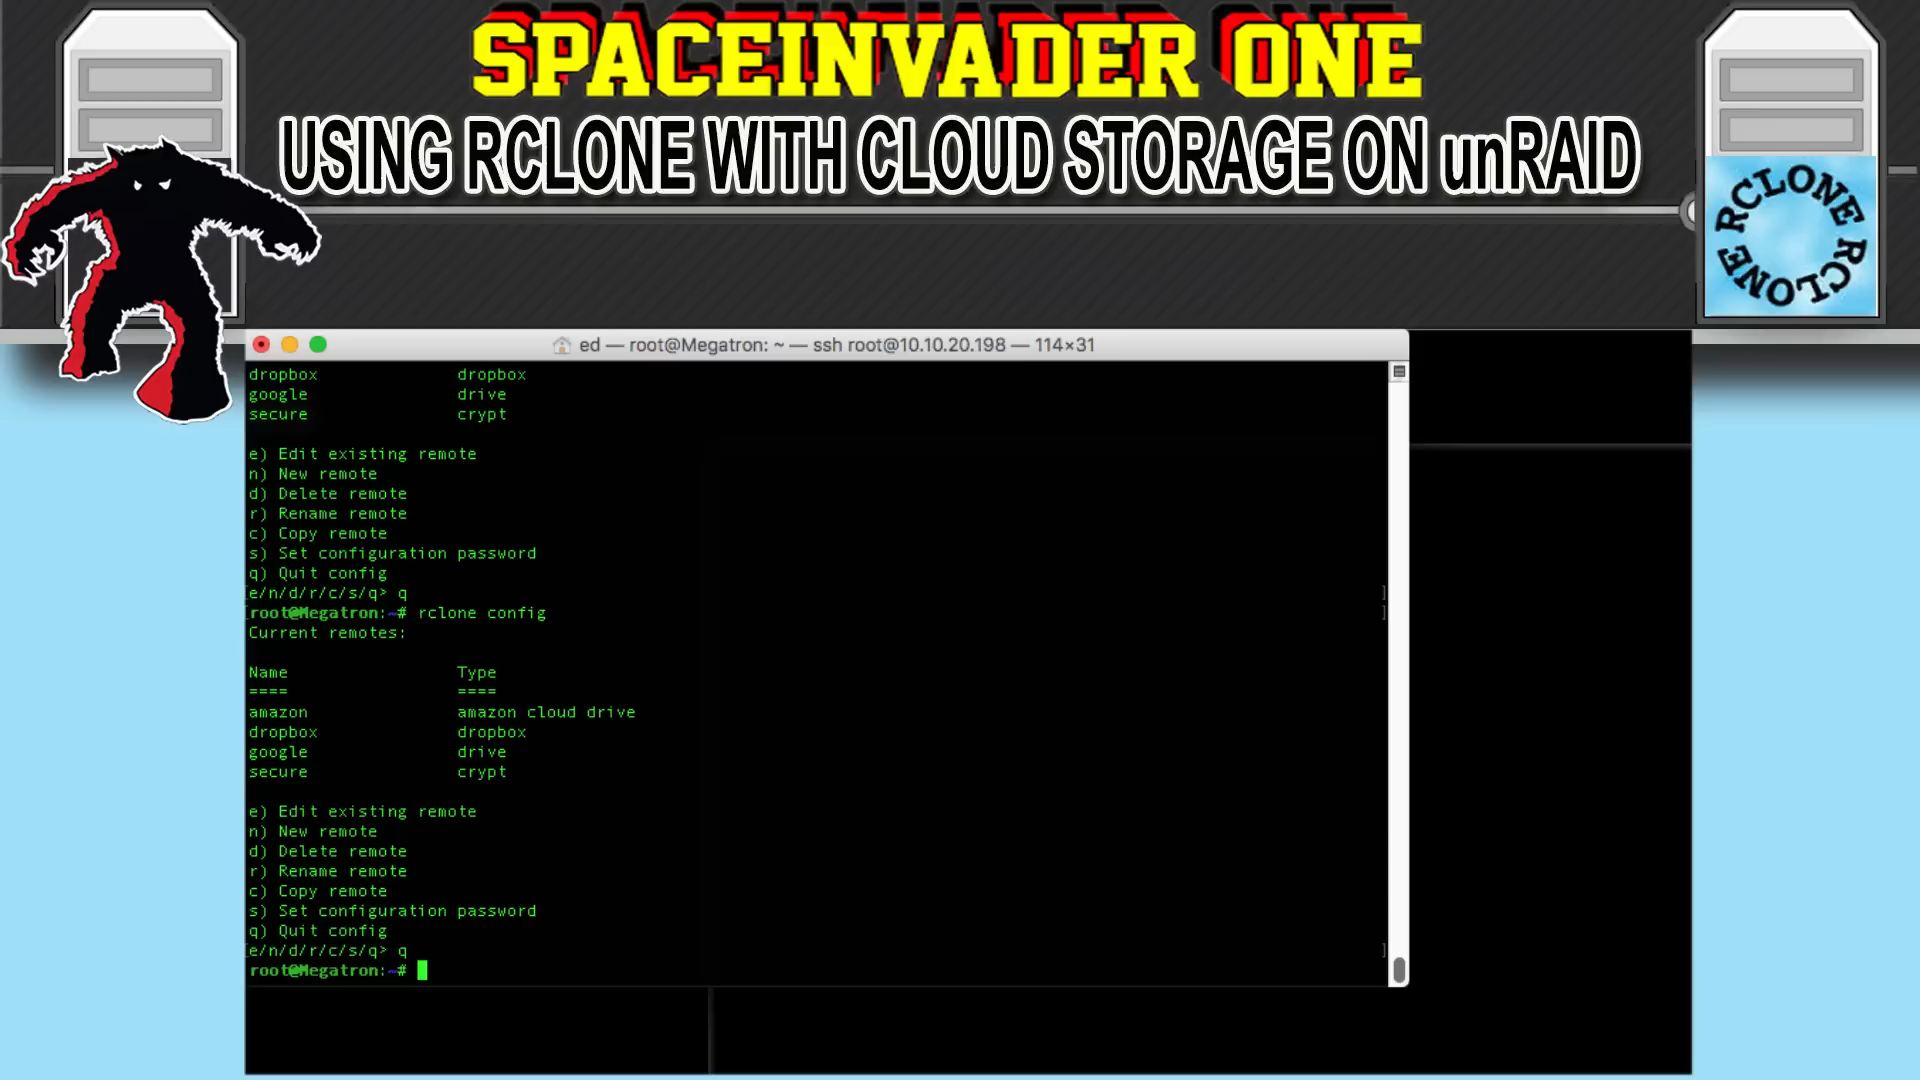 SPACEINVADER ONE
USING RCLONE WITH CLOUD STORAGE ON unRAID
RCLONE RCLONE
ed — root@Megatron: ~ — ssh root@10.10.20.198 — 114×31
dropbox dropbox
google drive
secure crypt
e) Edit existing remote
n) New remote
d) Delete remote
r) Rename remote
c) Copy remote
s) Set configuration password
q) Quit config
[e/n/d/r/c/s/q> q ]
[root@Megatron:~# rclone config ]
Current remotes:
Name Type
==== ====
amazon amazon cloud drive
dropbox dropbox
google drive
secure crypt
e) Edit existing remote
n) New remote
d) Delete remote
r) Rename remote
c) Copy remote
s) Set configuration password
q) Quit config
[e/n/d/r/c/s/q> q ]
root@Megatron:~#